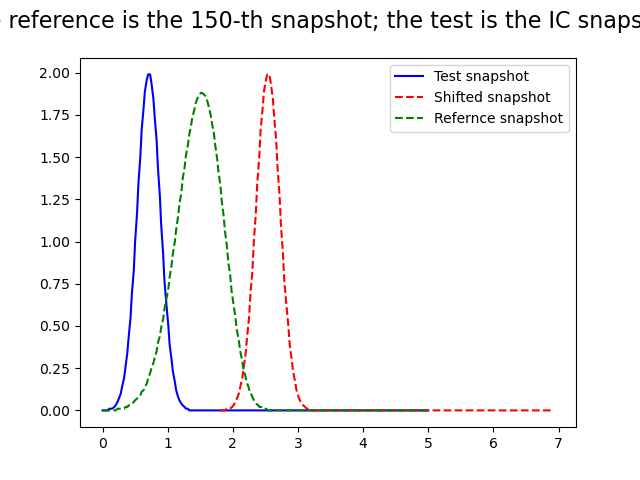 reference is the 150-th snapshot; the test is the IC snaps
Test snapshot
Shifted snapshot
Refernce snapshot
2.00
1.75
1.50
1.25
1.00
0.75
0.50
0.25
0.00
0 1 2 3 4 5 6 7